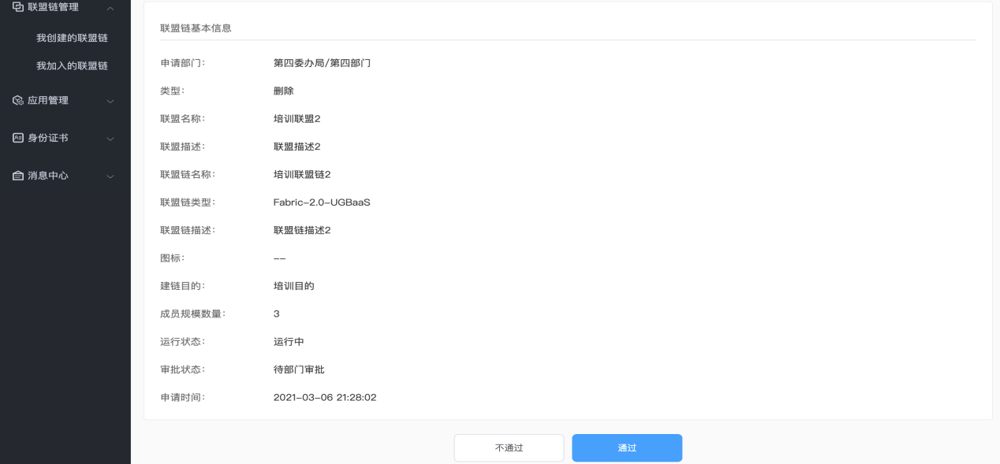 联盟链管理
我创建的联盟链
我加入的联盟链
应用管理
身份证书
消息中心
联盟链基本信息
申请部门： 第四委办局/第四部门
类型： 删除
联盟名称： 培训联盟2
联盟描述： 联盟描述2
联盟链名称： 培训联盟链2
联盟链类型： Fabric-2.0-UGBaaS
联盟链描述： 联盟链描述2
图标： --
建链目的： 培训目的
成员规模数量： 3
运行状态： 运行中
审批状态： 待部门审批
申请时间： 2021-03-06 21:28:02
不通过 通过